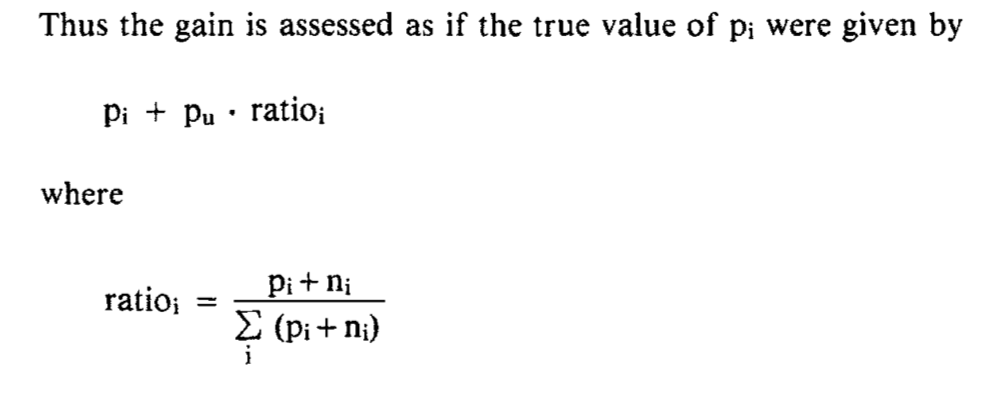 Thus the gain is assessed as if the true value of pᵢ were given by
pᵢ + pᵤ · ratioᵢ
where
ratioᵢ = (pᵢ + nᵢ) / ∑ᵢ (pᵢ + nᵢ)